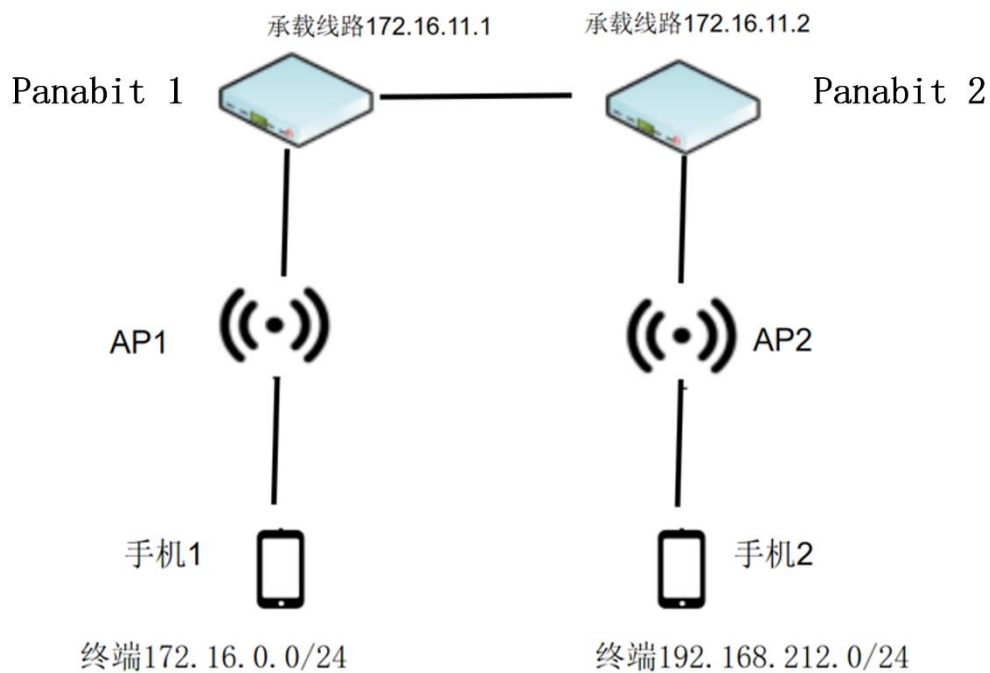 承载线路172.16.11.1
承载线路172.16.11.2
Panabit 1
Panabit 2
AP1
AP2
手机1
手机2
终端172.16.0.0/24
终端192.168.212.0/24